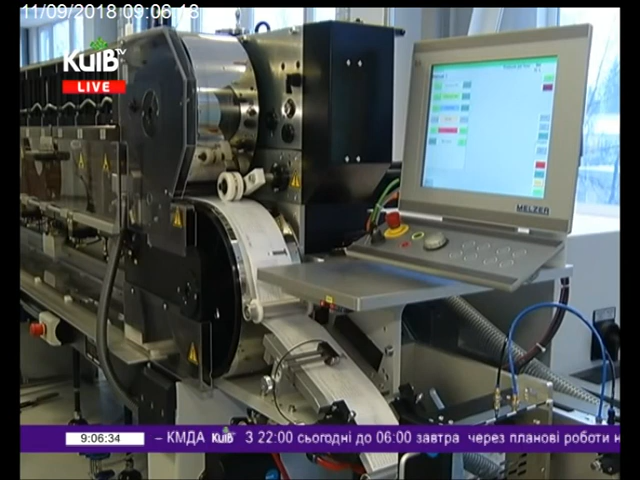 11/09/2018 09:06:18
КиїВ TV
LIVE
MELZER
9:06:34
– КМДА КиїВ З 22:00 сьогодні до 06:00 завтра через планові роботи н